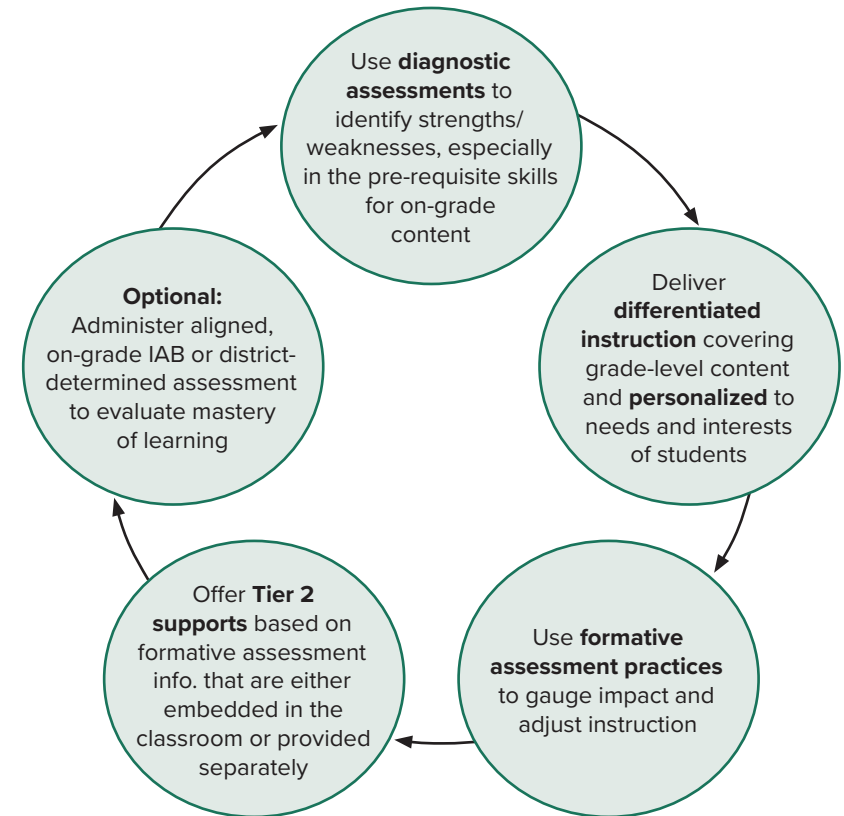 Use diagnostic
assessments to
identify strengths/
weaknesses, especially
in the pre-requisite skills
for on-grade
content
Deliver
differentiated
instruction covering
grade-level content
and personalized to
needs and interests
of students
Use formative
assessment practices
to gauge impact and
adjust instruction
Offer Tier 2
supports based on
formative assessment
info. that are either
embedded in the
classroom or provided
separately
Optional:
Administer aligned,
on-grade IAB or district-
determined assessment
to evaluate mastery
of learning